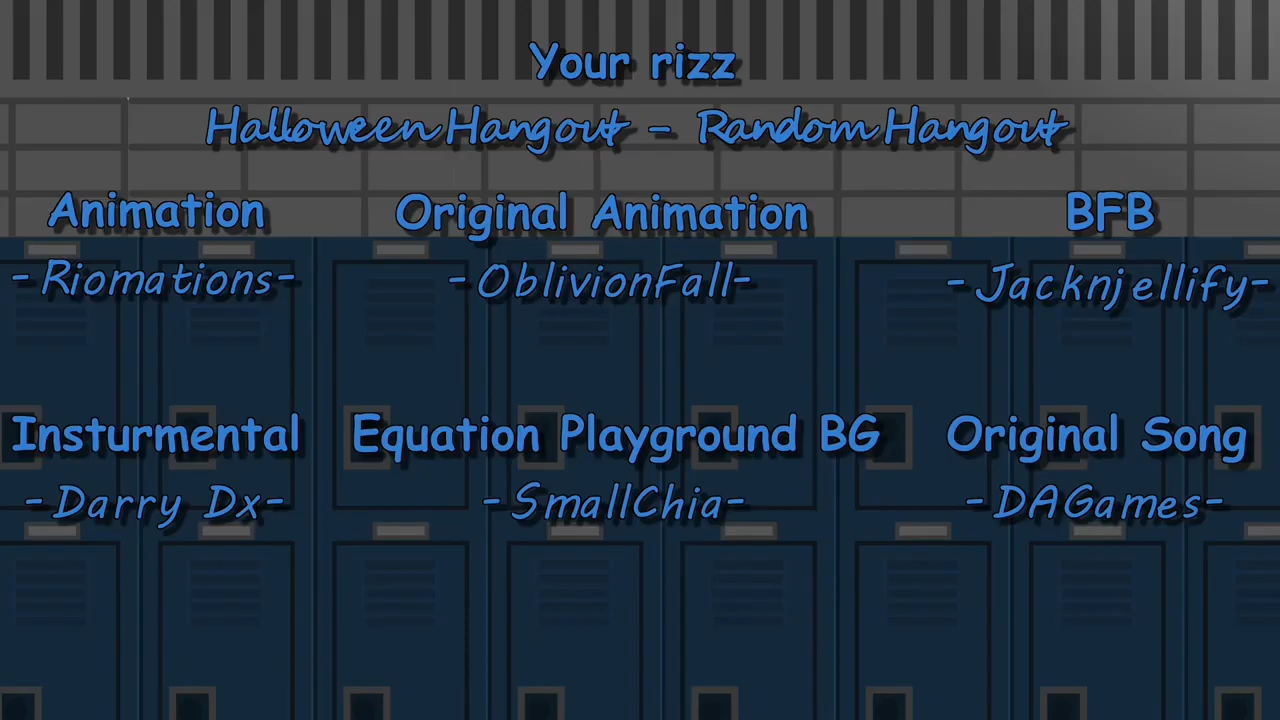 Your rizz
Halloween Hangout - Random Hangout
Animation Original Animation BFB
-Riomations- -OblivionFall- -Jacknjellify-
Insturmental Equation Playground BG Original Song
-Darry Dx- -SmallChia- -DAGames-